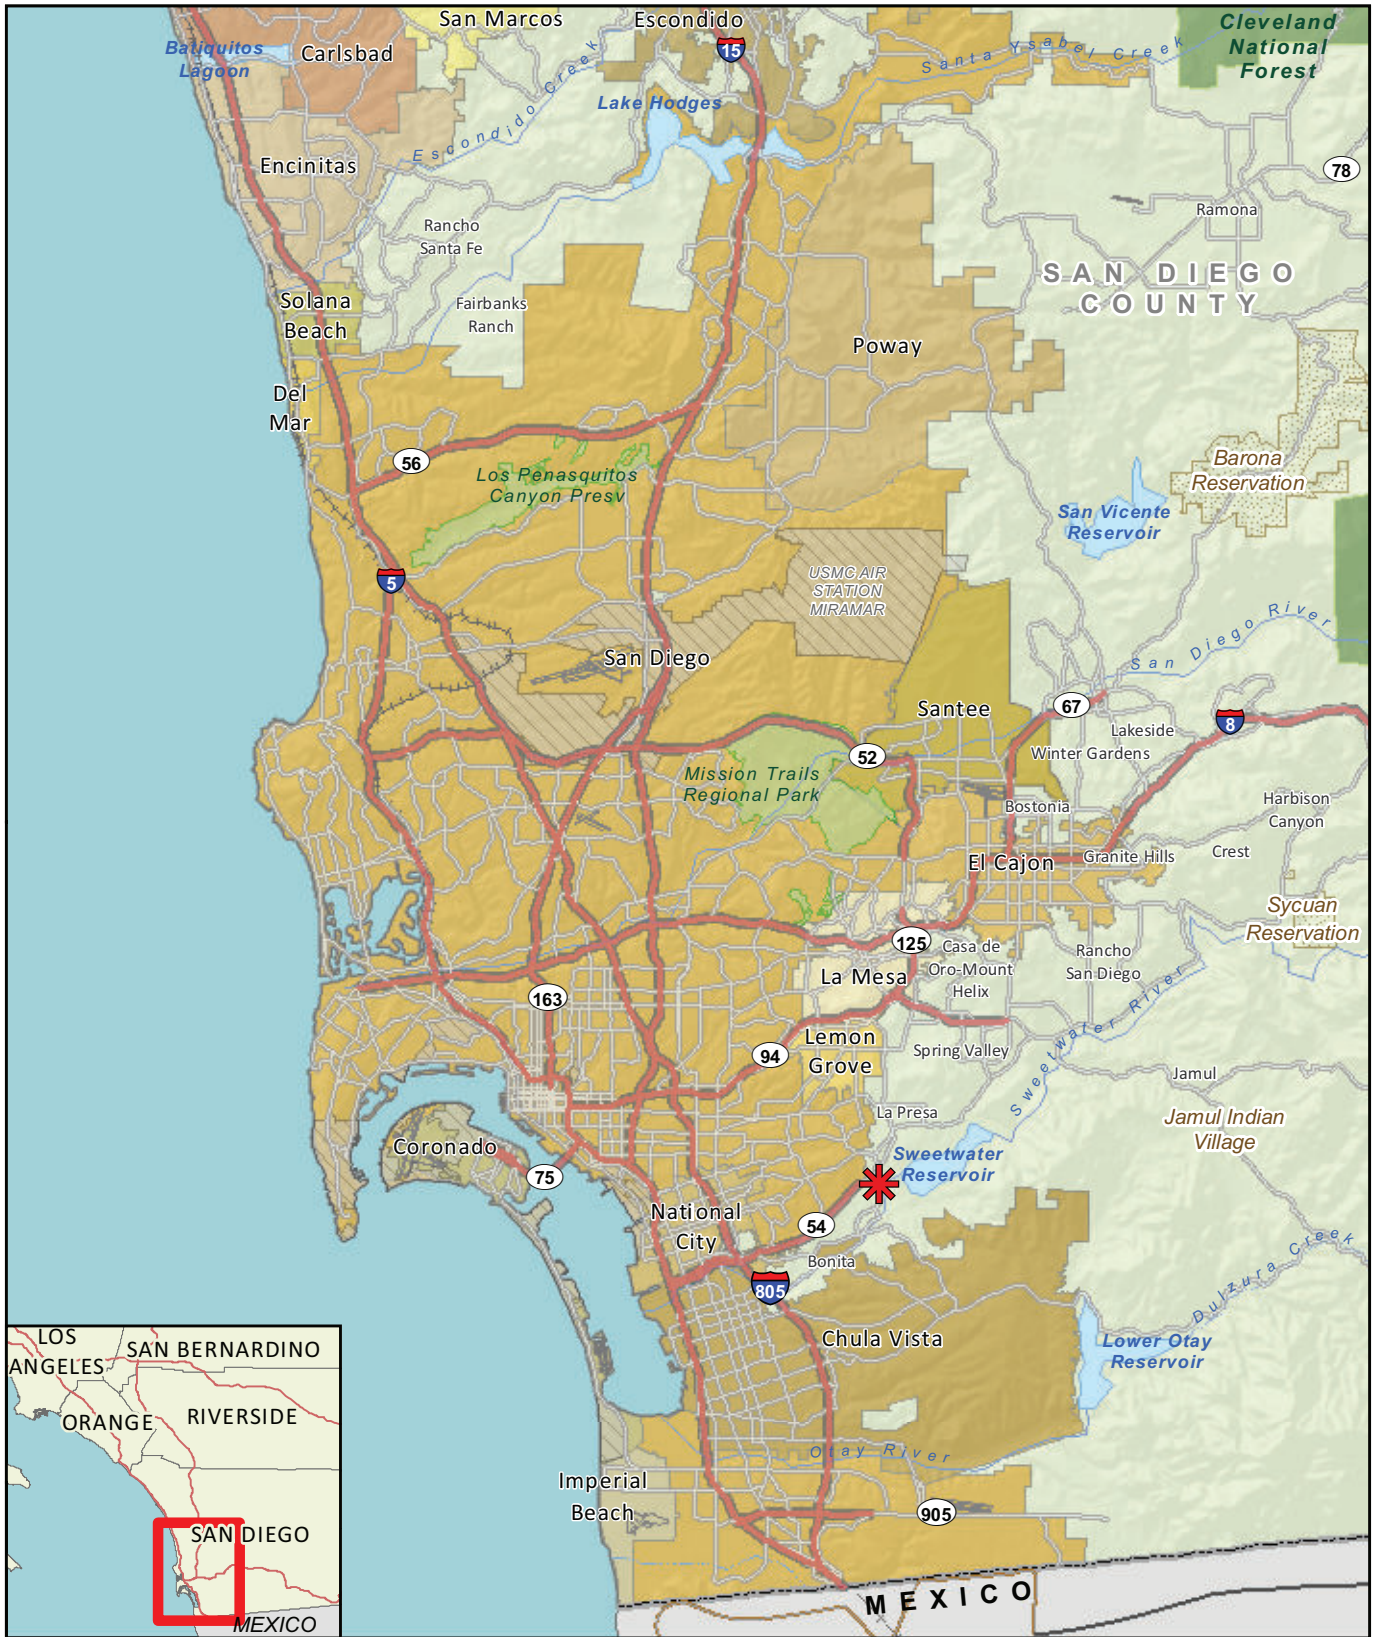 San Marcos
Escondido
15
Cleveland
National
Forest
Batiquitos
Lagoon
Carlsbad
Santa Ysabel Creek
Escondido Creek
Lake Hodges
Encinitas
78
Ramona
Rancho
Santa Fe
SAN DIEGO
COUNTY
Solana
Beach
Fairbanks
Ranch
Poway
Del
Mar
56
Los Penasquitos
Canyon Presv
Barona
Reservation
San Vicente
Reservoir
5
USMC AIR
STATION
MIRAMAR
San Diego River
San Diego
Santee
67
Lakeside
8
Winter Gardens
52
Mission Trails
Regional Park
Bostonia
Harbison
Canyon
El Cajon
Granite Hills
Crest
Sycuan
Reservation
125
Casa de
Oro-Mount
Helix
Rancho
San Diego
La Mesa
163
Sweetwater River
Lemon
Grove
94
Spring Valley
Jamul
La Presa
Jamul Indian
Village
Coronado
75
Sweetwater
Reservoir
National
City
54
Bonita
805
Dulzura Creek
Chula Vista
Lower Otay
Reservoir
Otay River
Imperial
Beach
905
MEXICO
LOS
ANGELES
SAN BERNARDINO
ORANGE
RIVERSIDE
SAN DIEGO
MEXICO